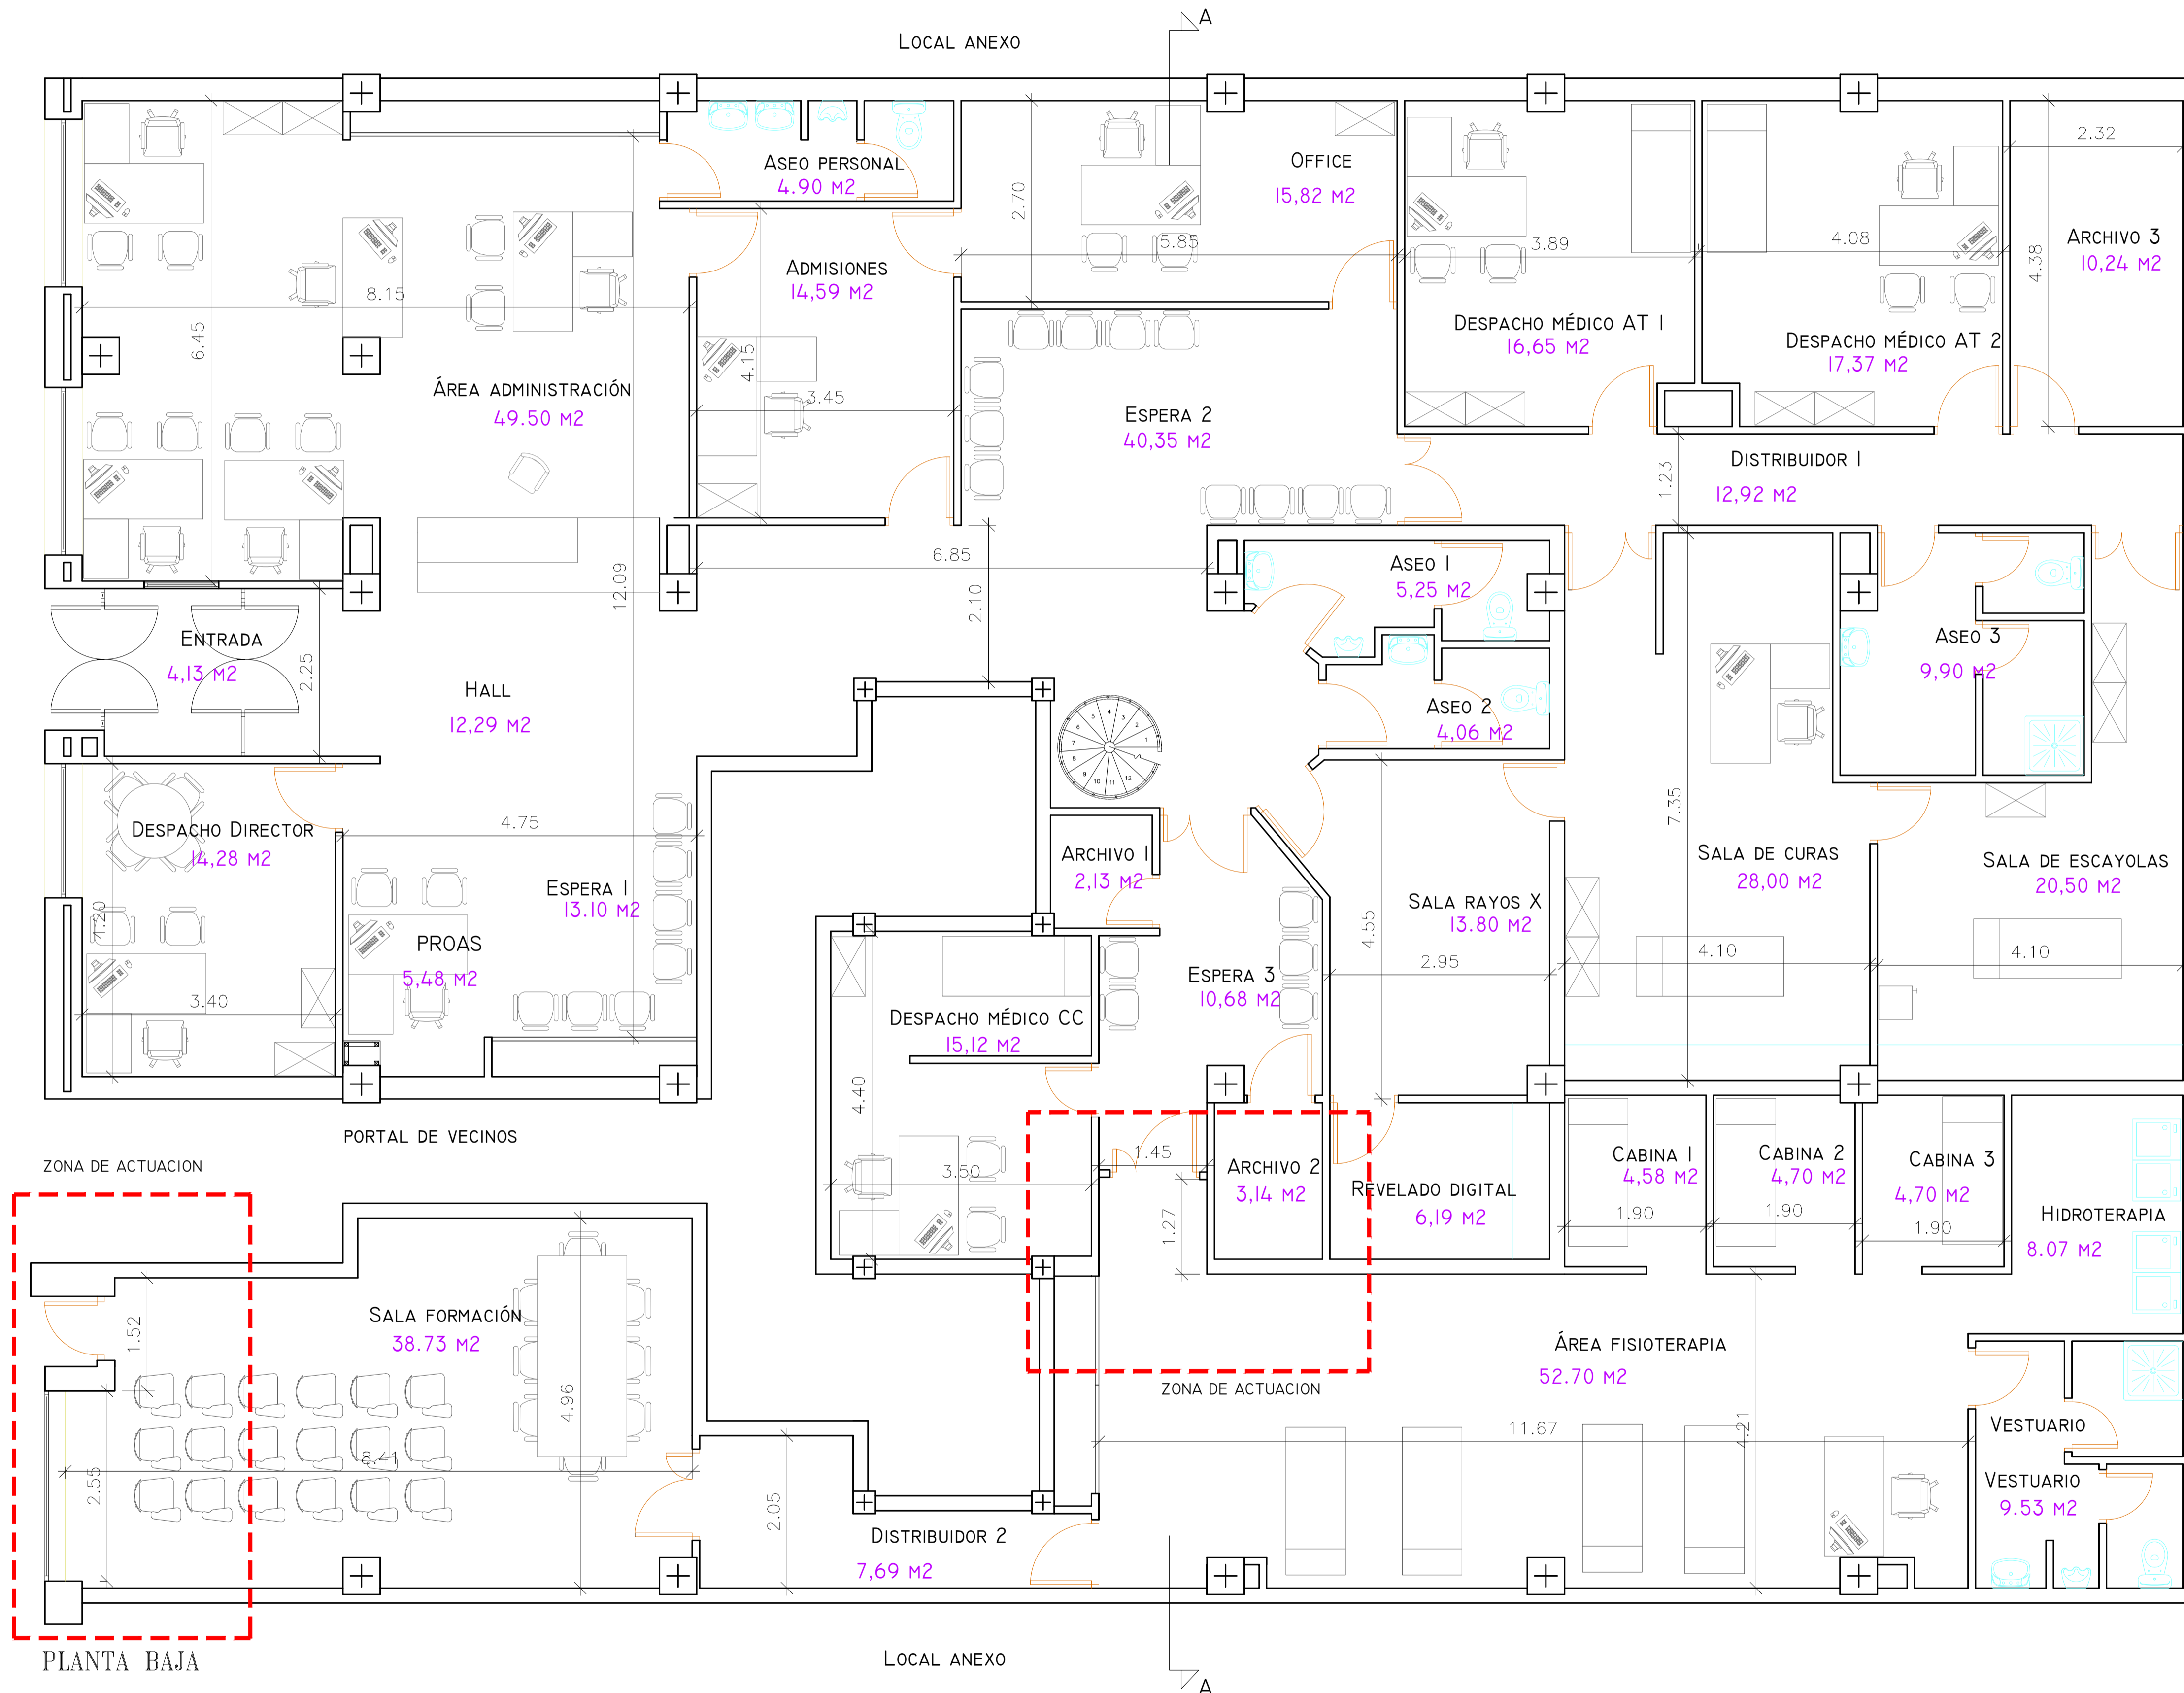 A
LOCAL ANEXO
ASEO PERSONAL
4.90 M2
OFFICE
15,82 M2
2.70
5.85
3.89
4.08
2.32
ARCHIVO 3
10,24 M2
4.38
ADMISIONES
14,59 M2
8.15
6.45
4.15
3.45
DESPACHO MÉDICO AT 1
16,65 M2
DESPACHO MÉDICO AT 2
17,37 M2
ÁREA ADMINISTRACIÓN
49.50 M2
ESPERA 2
40,35 M2
DISTRIBUIDOR 1
12,92 M2
1.23
6.85
12.09
2.10
ASEO 1
5,25 M2
ENTRADA
4,13 M2
2.25
HALL
12,29 M2
ASEO 3
9,90 M2
ASEO 2
4,06 M2
1
2
3
4
5
6
7
8
9
10
11
12
4.75
7.35
DESPACHO DIRECTOR
14,28 M2
4.20
3.40
ESPERA 1
13.10 M2
PROAS
5,48 M2
ARCHIVO 1
2,13 M2
SALA RAYOS X
13.80 M2
4.55
2.95
SALA DE CURAS
28,00 M2
4.10
SALA DE ESCAYOLAS
20,50 M2
4.10
ESPERA 3
10,68 M2
DESPACHO MÉDICO CC
15,12 M2
4.40
3.50
PORTAL DE VECINOS
ZONA DE ACTUACION
1.45
1.27
ARCHIVO 2
3,14 M2
REVELADO DIGITAL
6,19 M2
CABINA 1
4,58 M2
1.90
CABINA 2
4,70 M2
1.90
CABINA 3
4,70 M2
1.90
HIDROTERAPIA
8.07 M2
SALA FORMACIÓN
38.73 M2
1.52
4.96
8.41
2.55
ZONA DE ACTUACION
ÁREA FISIOTERAPIA
52.70 M2
11.67
4.21
VESTUARIO
VESTUARIO
9.53 M2
2.05
DISTRIBUIDOR 2
7,69 M2
PLANTA BAJA
LOCAL ANEXO
A